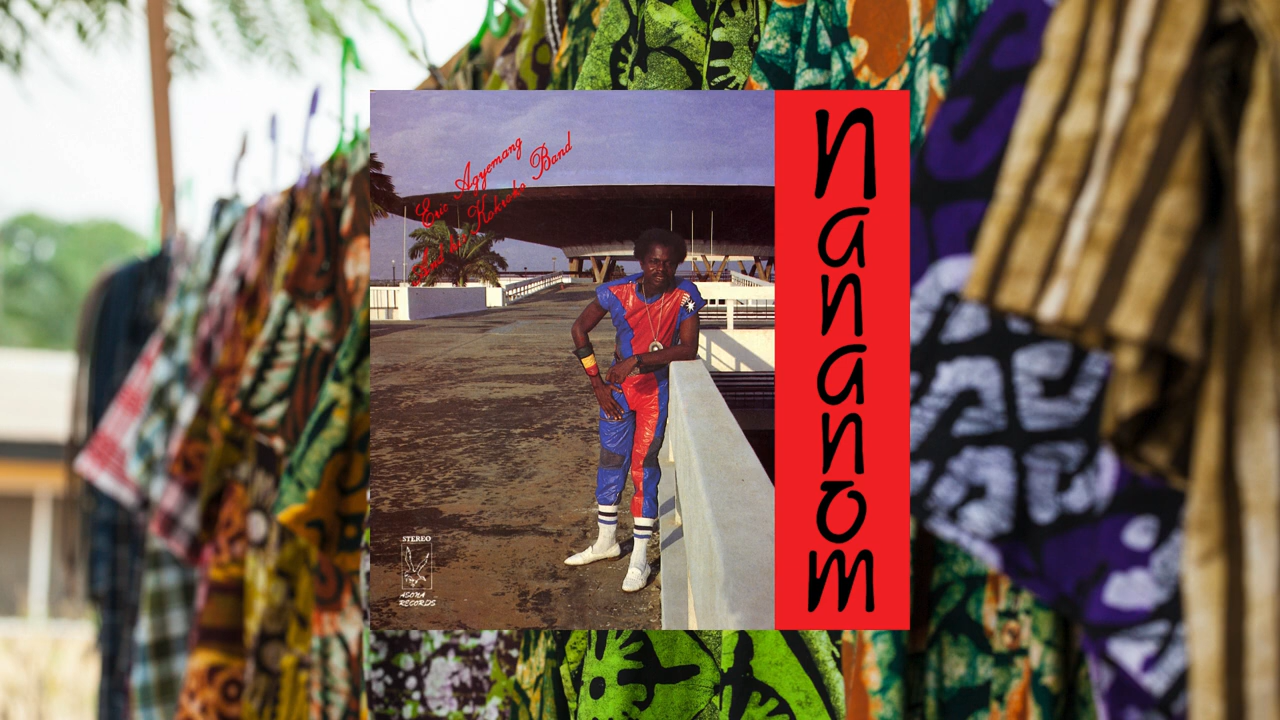 Eric Agyemang
And his Kokroko Band
nananom
STEREO
ASONA
RECORDS